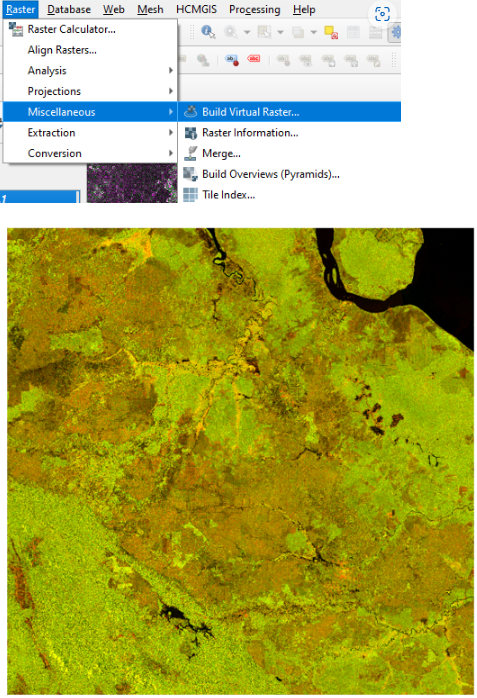 Raster Database Web Mesh HCMGIS Processing Help
Raster Calculator...
Align Rasters...
Analysis
Projections
Miscellaneous
Extraction
Conversion
Build Virtual Raster...
Raster Information...
Merge...
Build Overviews (Pyramids)...
Tile Index...
1